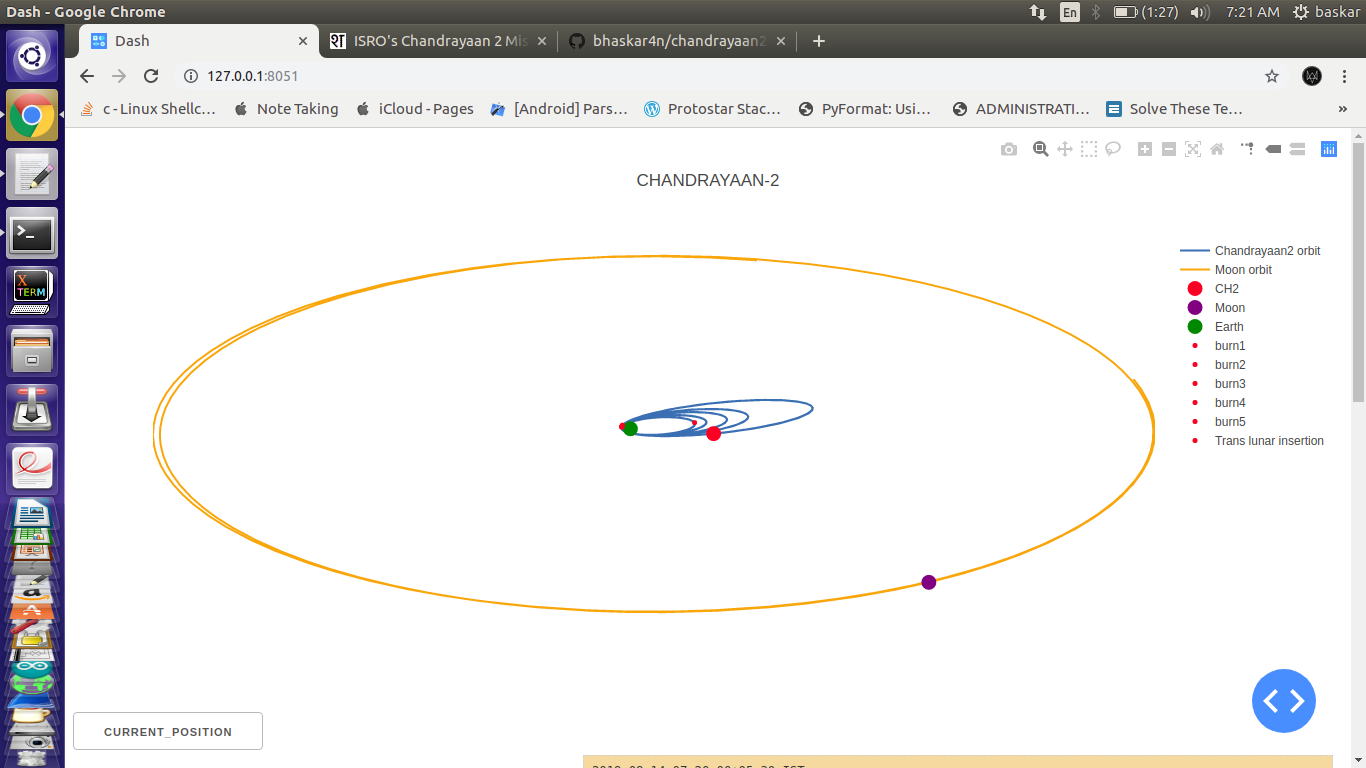 Dash - Google Chrome
En
(1:27)
7:21 AM
baskar
Dash
ISRO's Chandrayaan 2 Mis
bhaskar4n/chandrayaan2
127.0.0.1:8051
c - Linux Shellc…
Note Taking
iCloud - Pages
[Android] Pars…
Protostar Stac…
PyFormat: Usi…
ADMINISTRATI…
Solve These Te…
»
CHANDRAYAAN-2
Chandrayaan2 orbit
Moon orbit
CH2
Moon
Earth
burn1
burn2
burn3
burn4
burn5
Trans lunar insertion
X
TERM
CURRENT_POSITION